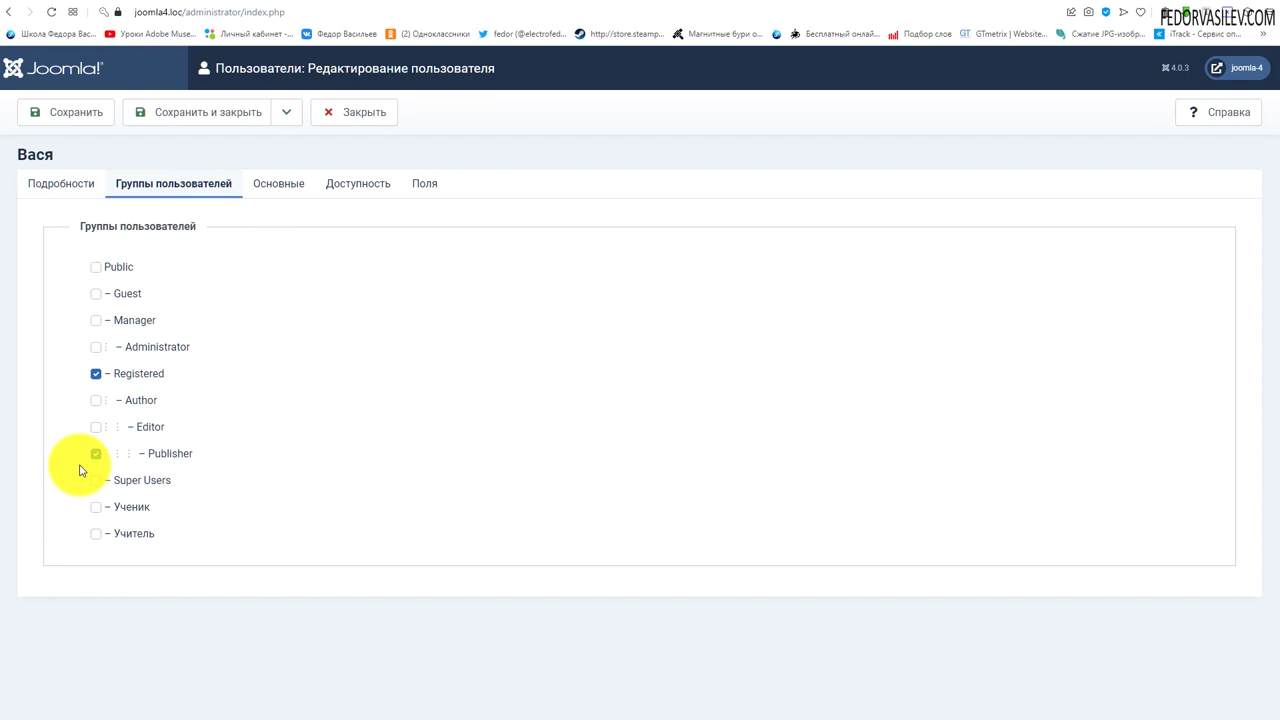 joomla4.loc/administrator/index.php
FEDORVASILEV.COM
Школа Федора Вас... Уроки Adobe Muse... Личный кабинет -... Федор Васильев (2) Одноклассники fedor (@electrofed... http://store.steamp... Магнитные бури о... Бесплатный онлай... Подбор слов GTmetrix | Website... Сжатие JPG-изобр... iTrack - Сервис оп...
Joomla! Пользователи: Редактирование пользователя 4.0.3 joomla-4
Сохранить Сохранить и закрыть Закрыть ? Справка
Вася
Подробности Группы пользователей Основные Доступность Поля
Группы пользователей
Public
– Guest
– Manager
– Administrator
– Registered
– Author
– Editor
– Publisher
– Super Users
– Ученик
– Учитель